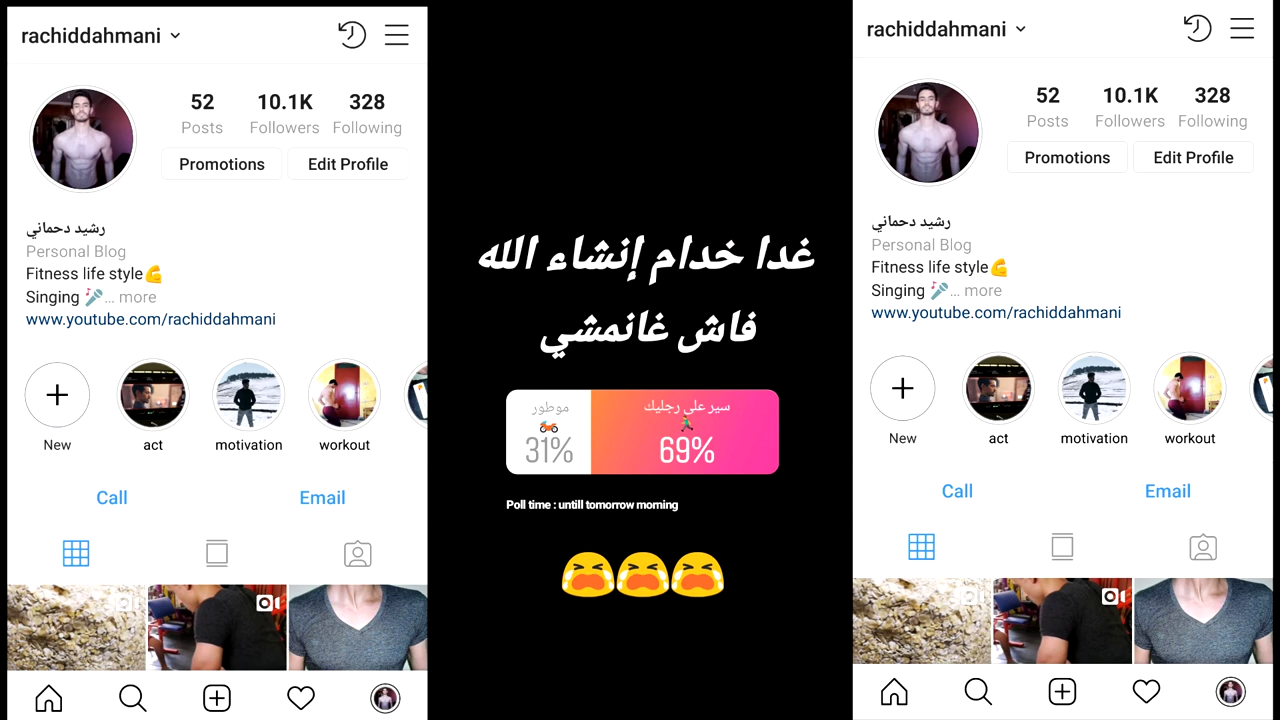 rachiddahmani
52 10.1K 328
Posts Followers Following
Promotions Edit Profile
رشيد دحماني
Personal Blog
Fitness life style💪
Singing 🎤... more
www.youtube.com/rachiddahmani
New act motivation workout
Call Email
غدا خدام إنشاء الله
فاش غانمشي
موطور سير على رجليك
🏍️ 🏃‍♂️
31% 69%
Poll time : untill tomorrow morning
😭😭😭
rachiddahmani
52 10.1K 328
Posts Followers Following
Promotions Edit Profile
رشيد دحماني
Personal Blog
Fitness life style💪
Singing 🎤... more
www.youtube.com/rachiddahmani
New act motivation workout
Call Email